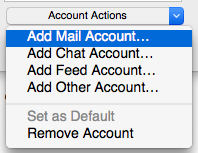 Account Actions
Add Mail Account...
Add Chat Account...
Add Feed Account...
Add Other Account...
Set as Default
Remove Account